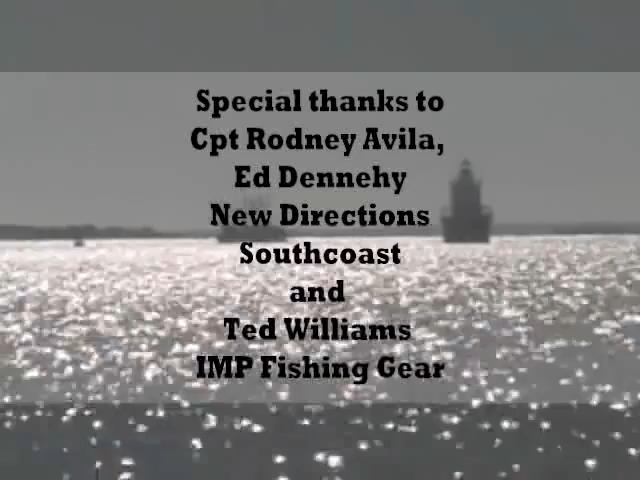 Special thanks to
Cpt Rodney Avila,
Ed Dennehy
New Directions
Southcoast
and
Ted Williams
IMP Fishing Gear